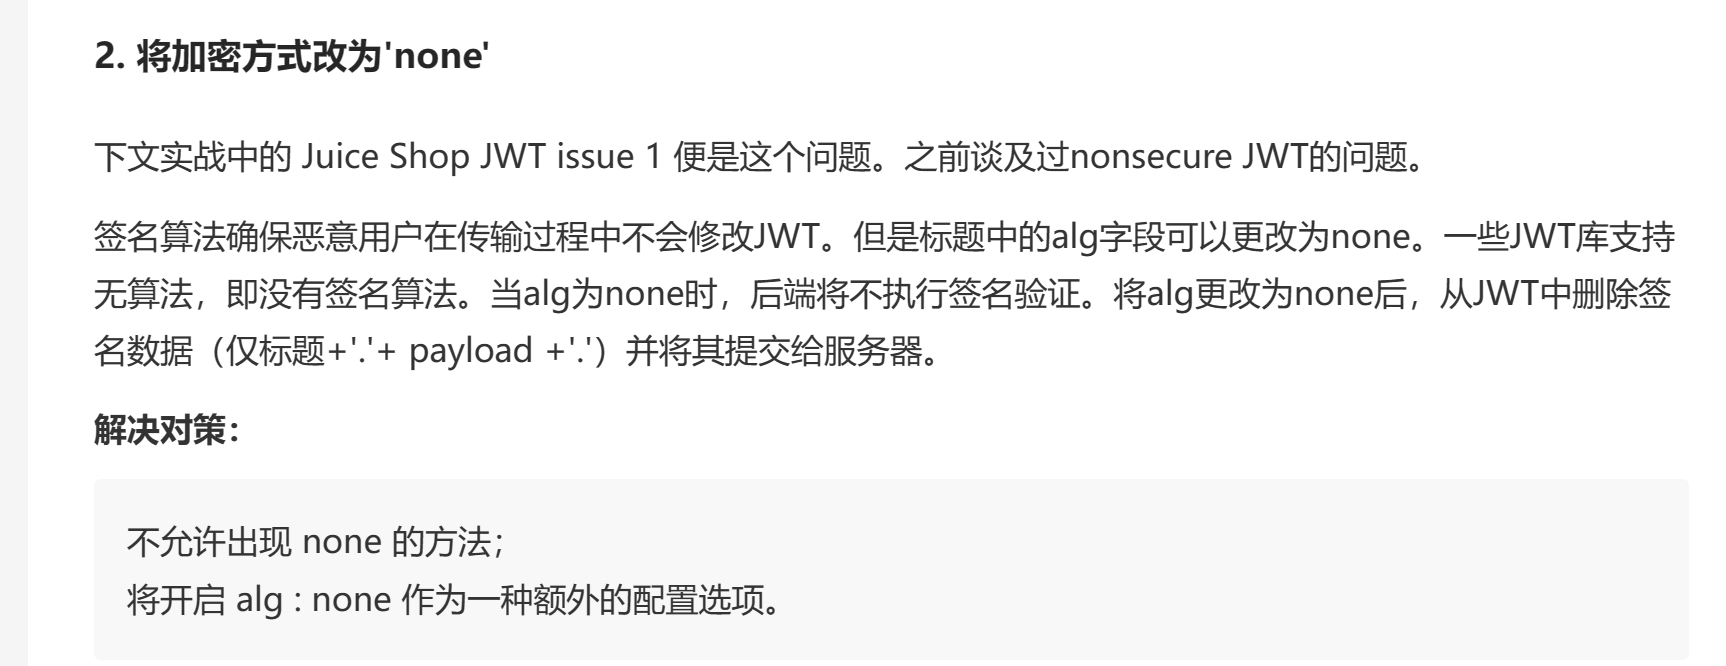 2. 将加密方式改为'none'
下文实战中的 Juice Shop JWT issue 1 便是这个问题。之前谈及过nonsecure JWT的问题。
签名算法确保恶意用户在传输过程中不会修改JWT。但是标题中的alg字段可以更改为none。一些JWT库支持
无算法，即没有签名算法。当alg为none时，后端将不执行签名验证。将alg更改为none后，从JWT中删除签
名数据（仅标题+'.'+ payload +'.'）并将其提交给服务器。
解决对策：
不允许出现 none 的方法；
将开启 alg : none 作为一种额外的配置选项。